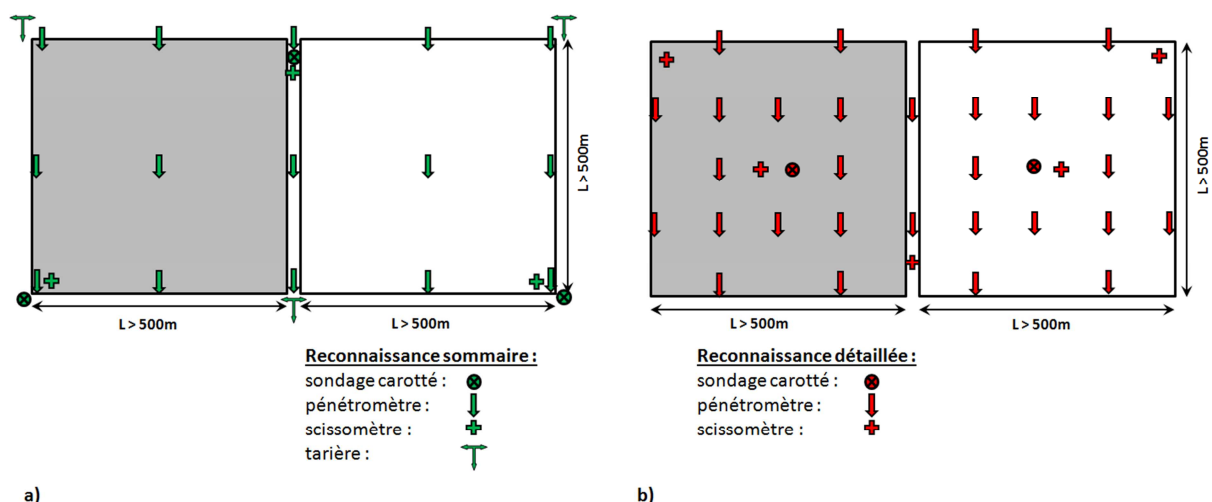 L > 500m
L > 500m
L > 500m
L > 500m
L > 500m
L > 500m
Reconnaissance sommaire :
sondage carotté :
pénétromètre :
scissomètre :
tarière :
Reconnaissance détaillée :
sondage carotté :
pénétromètre :
scissomètre :
a)
b)